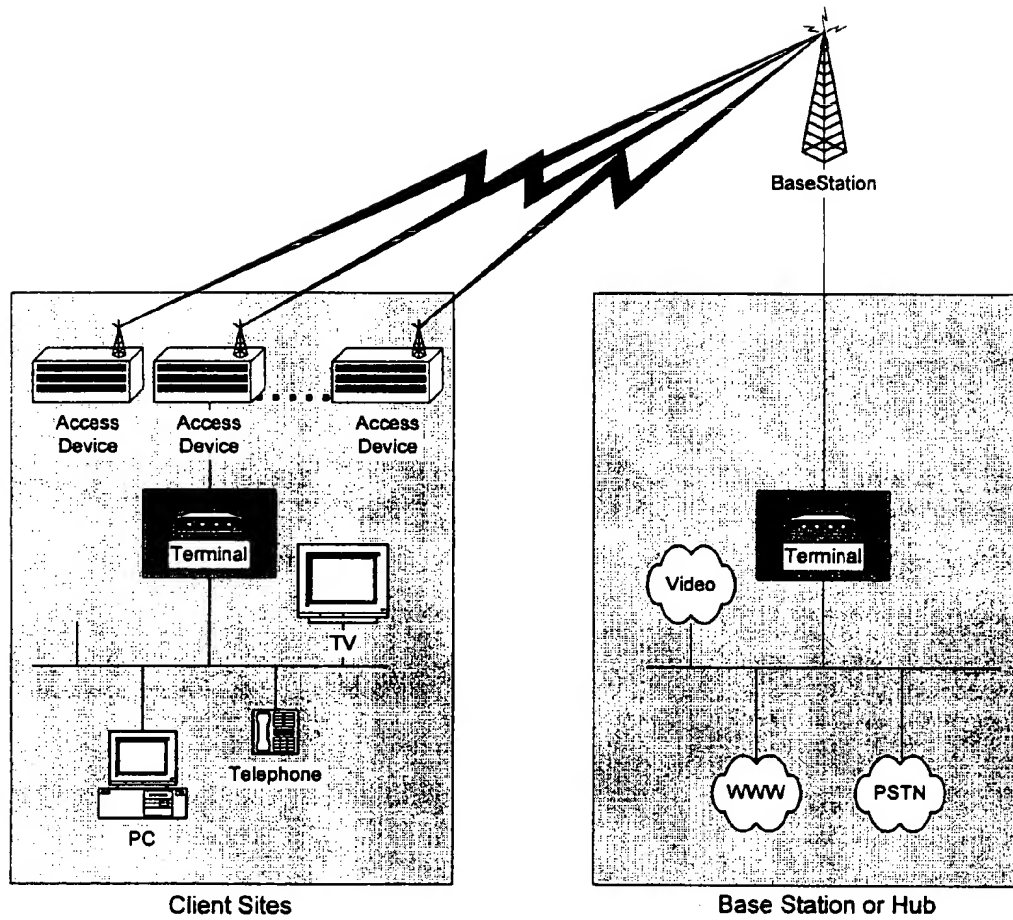 BaseStation
Access
Device
Access
Device
Access
Device
Terminal
TV
Telephone
PC
Client Sites
Terminal
Video
WWW
PSTN
Base Station or Hub